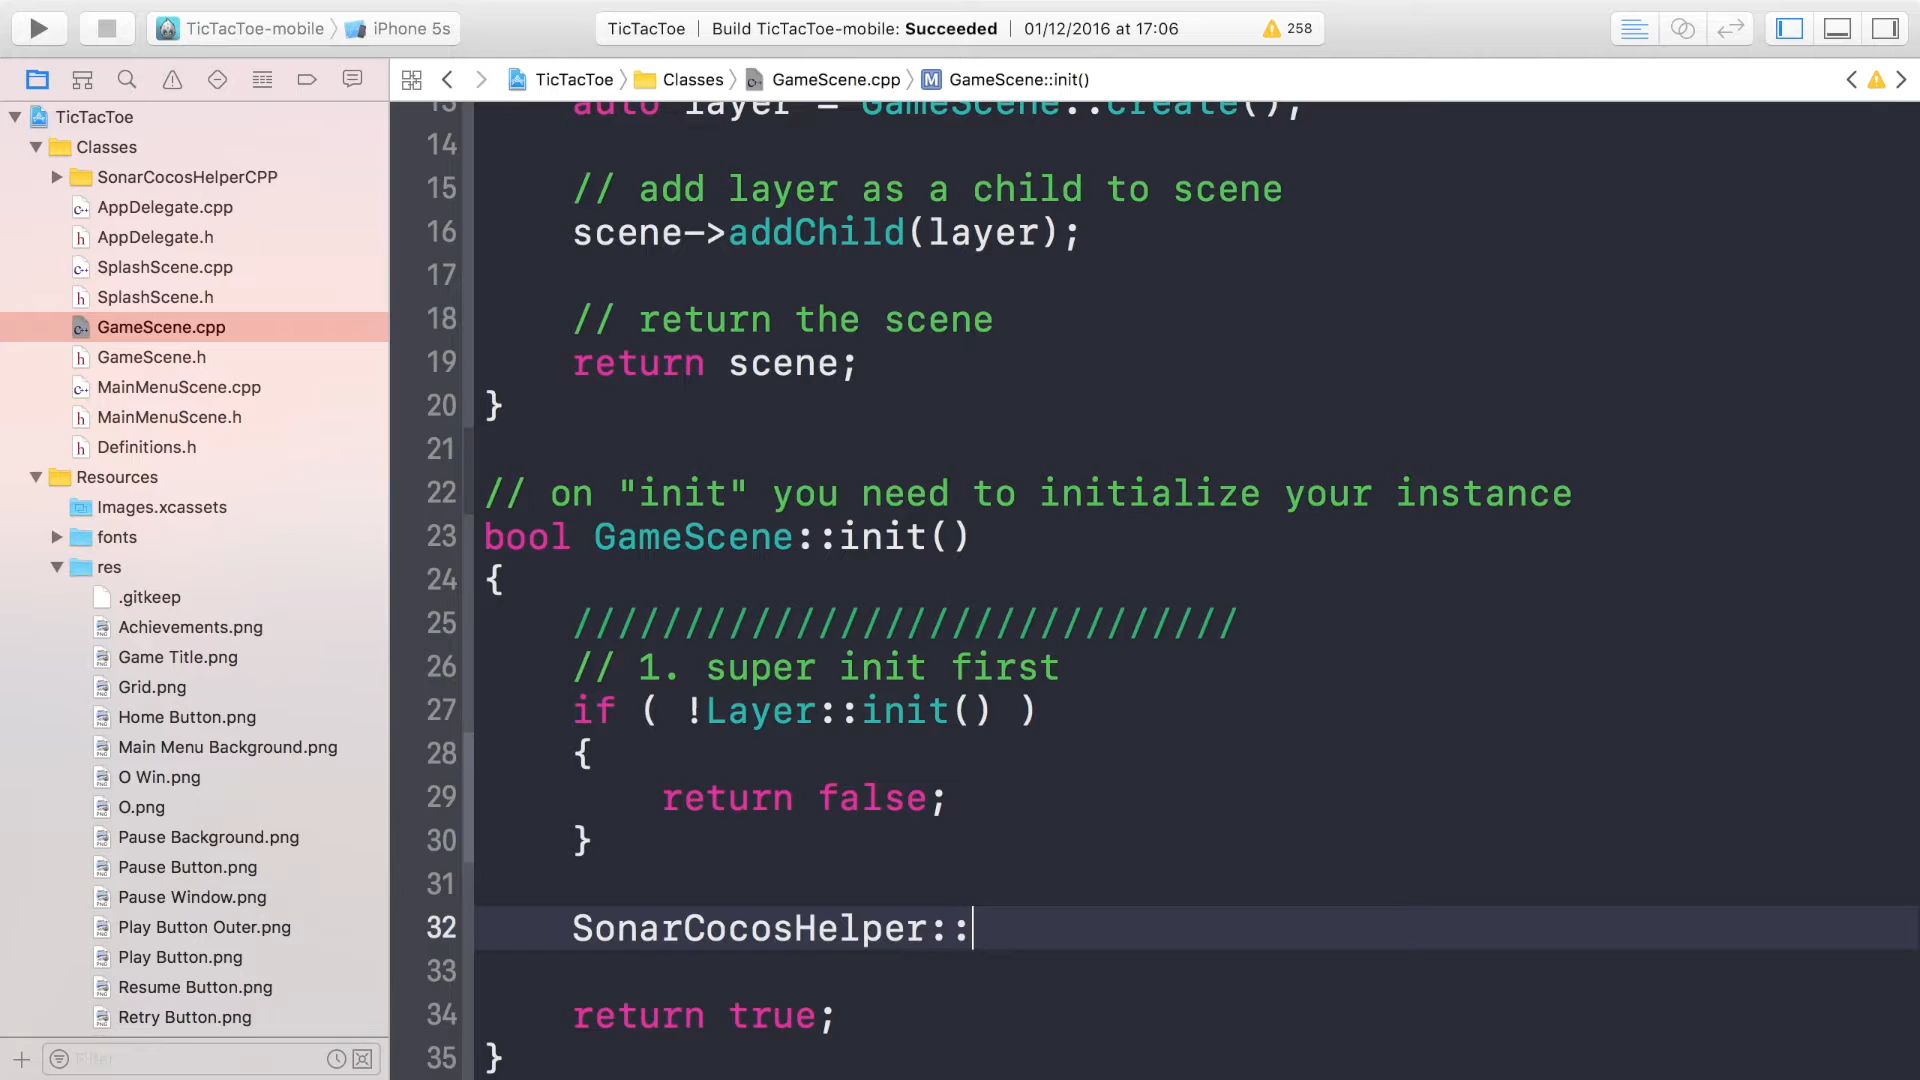 TicTacToe-mobile 〉 iPhone 5s
TicTacToe | Build TicTacToe-mobile: Succeeded | 01/12/2016 at 17:06
258
TicTacToe 〉 Classes 〉 GameScene.cpp 〉 M GameScene::init()
TicTacToe
Classes
SonarCocosHelperCPP
AppDelegate.cpp
AppDelegate.h
SplashScene.cpp
SplashScene.h
GameScene.cpp
GameScene.h
MainMenuScene.cpp
MainMenuScene.h
Definitions.h
Resources
Images.xcassets
fonts
res
.gitkeep
Achievements.png
Game Title.png
Grid.png
Home Button.png
Main Menu Background.png
O Win.png
O.png
Pause Background.png
Pause Button.png
Pause Window.png
Play Button Outer.png
Play Button.png
Resume Button.png
Retry Button.png
Filter
13 auto layer = GameScene::create();
14
15 // add layer as a child to scene
16 scene->addChild(layer);
17
18 // return the scene
19 return scene;
20 }
21
22 // on "init" you need to initialize your instance
23 bool GameScene::init()
24 {
25 //////////////////////////////
26 // 1. super init first
27 if ( !Layer::init() )
28 {
29 return false;
30 }
31
32 SonarCocosHelper::
33
34 return true;
35 }